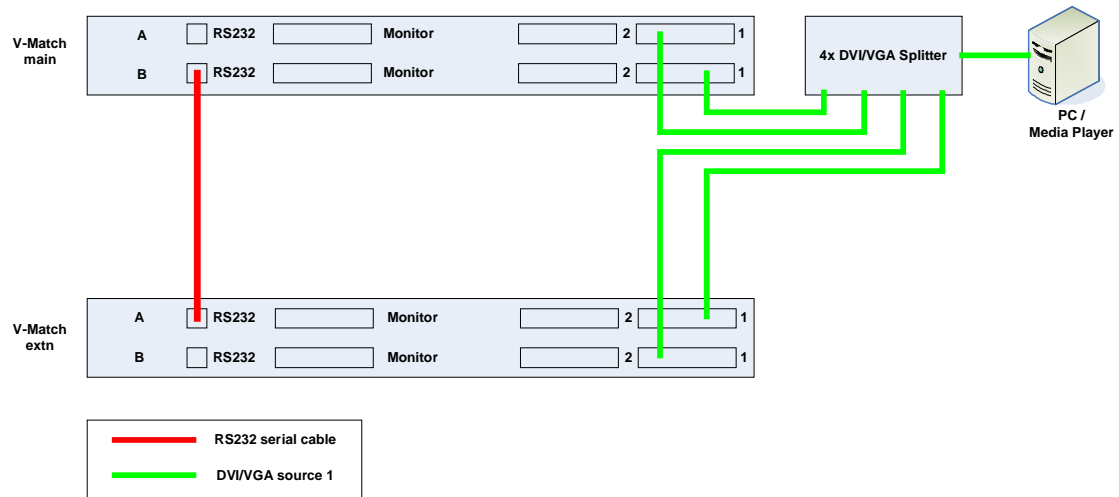 V-Match
main
A RS232 Monitor 2 1
B RS232 Monitor 2 1
4x DVI/VGA Splitter
PC /
Media Player
V-Match
extn
A RS232 Monitor 2 1
B RS232 Monitor 2 1
RS232 serial cable
DVI/VGA source 1